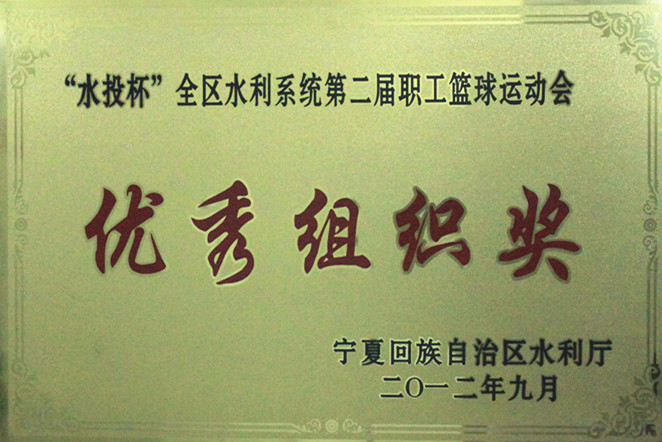 “水投杯”全区水利系统第二届职工篮球运动会
优秀组织奖
宁夏回族自治区水利厅
二〇一二年九月